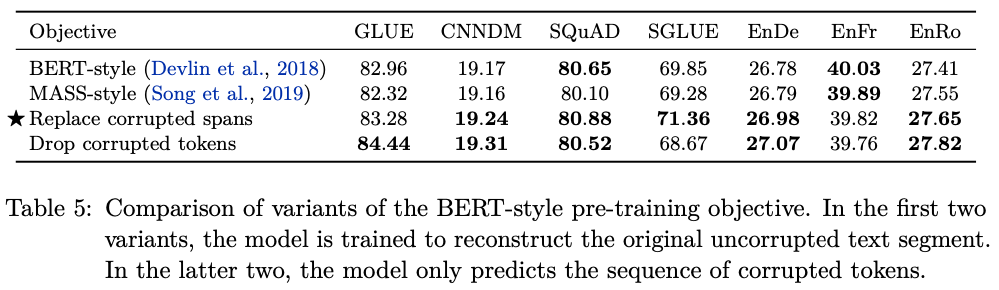 Objective GLUE CNNDM SQuAD SGLUE EnDe EnFr EnRo
BERT-style (Devlin et al., 2018) 82.96 19.17 80.65 69.85 26.78 40.03 27.41
MASS-style (Song et al., 2019) 82.32 19.16 80.10 69.28 26.79 39.89 27.55
★ Replace corrupted spans 83.28 19.24 80.88 71.36 26.98 39.82 27.65
Drop corrupted tokens 84.44 19.31 80.52 68.67 27.07 39.76 27.82
Table 5: Comparison of variants of the BERT-style pre-training objective. In the first two
variants, the model is trained to reconstruct the original uncorrupted text segment.
In the latter two, the model only predicts the sequence of corrupted tokens.